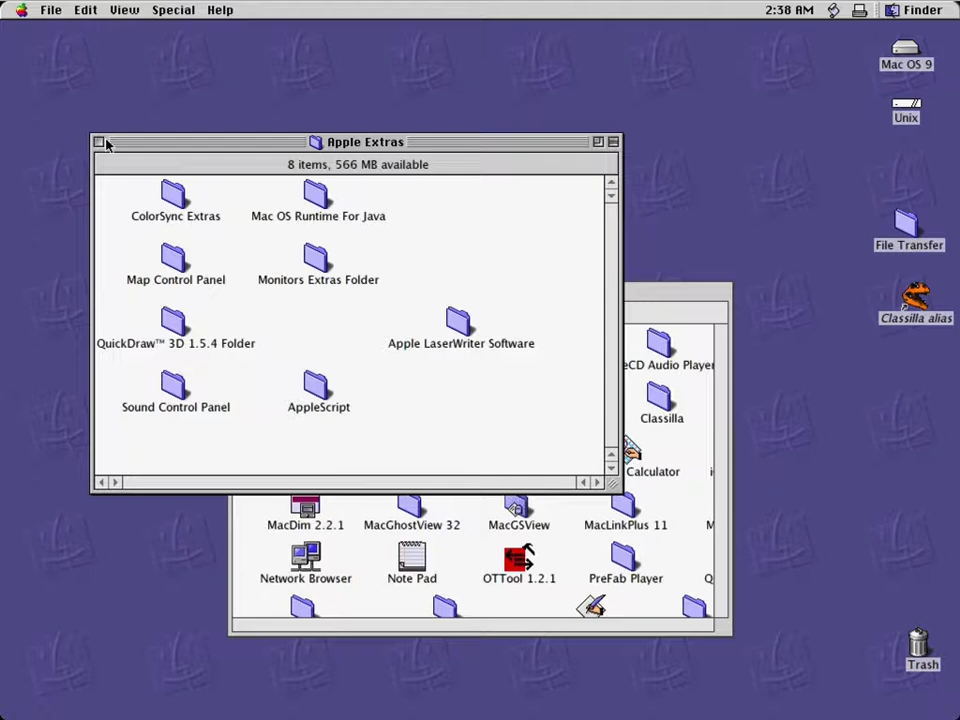 File Edit View Special Help 2:38 AM Finder
Mac OS 9
Unix
Apple Extras
8 items, 566 MB available
ColorSync Extras Mac OS Runtime For Java
File Transfer
Map Control Panel Monitors Extras Folder
Classilla alias
QuickDraw™ 3D 1.5.4 Folder Apple LaserWriter Software
eCD Audio Player
Sound Control Panel AppleScript
Classilla
Calculator
MacDim 2.2.1 MacGhostView 32 MacGSView MacLinkPlus 11
Network Browser Note Pad OTTool 1.2.1 PreFab Player
Trash